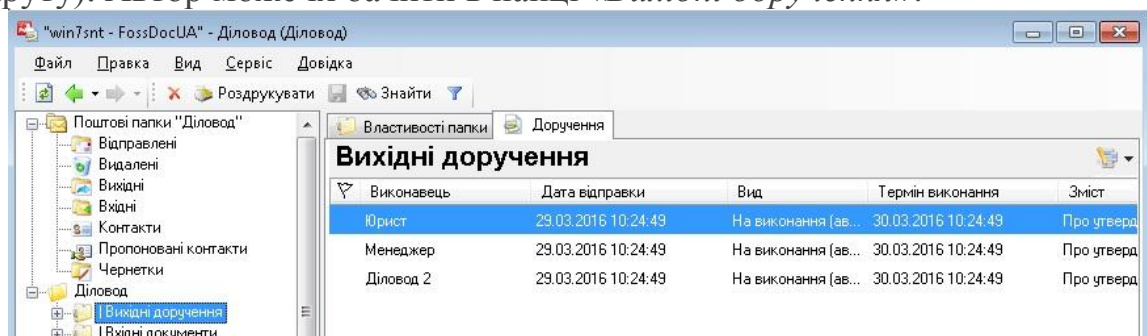 "win7snt - FossDocUA" - Діловод (Діловод)
Файл Правка Вид Сервіс Довідка
Роздрукувати Знайти
Поштові папки "Діловод"
Відправлені
Видалені
Вихідні
Вхідні
Контакти
Пропоновані контакти
Чернетки
Діловод
Вихідні доручення
Вхідні документи
Властивості папки Доручення
Вихідні доручення
Виконавець Дата відправки Вид Термін виконання Зміст
Юрист 29.03.2016 10:24:49 На виконання (ав... 30.03.2016 10:24:49 Про утверд
Менеджер 29.03.2016 10:24:49 На виконання (ав... 30.03.2016 10:24:49 Про утверд
Діловод 2 29.03.2016 10:24:49 На виконання (ав... 30.03.2016 10:24:49 Про утверд